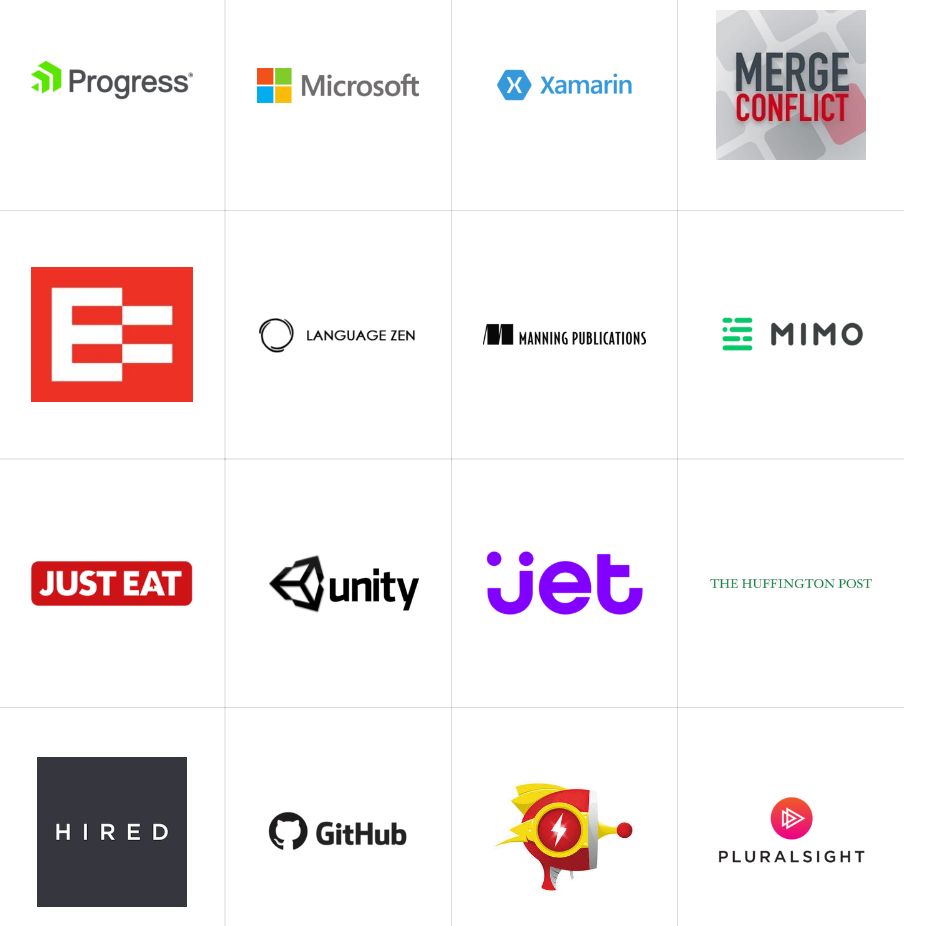 Progress®
Microsoft
Xamarin
MERGE
CONFLICT
LANGUAGE ZEN
MANNING PUBLICATIONS
MIMO
JUST EAT
unity
jet
THE HUFFINGTON POST
HIRED
GitHub
PLURALSIGHT